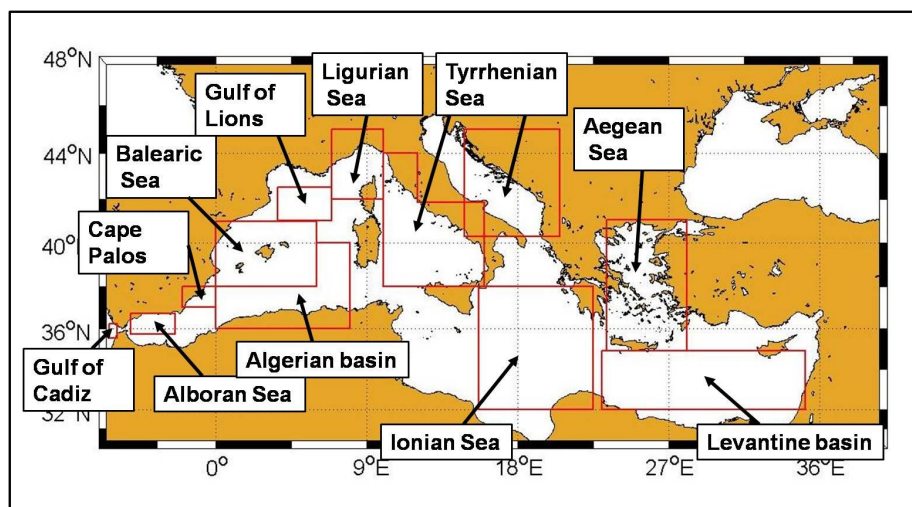 48°N
44°N
40°N
36°N
32°N
Ligurian
Sea
Tyrrhenian
Sea
Gulf of
Lions
Aegean
Sea
Balearic
Sea
Cape
Palos
Gulf of
Cadiz
Alboran Sea
Algerian basin
Ionian Sea
Levantine basin
0°
9°E
18°E
27°E
36°E